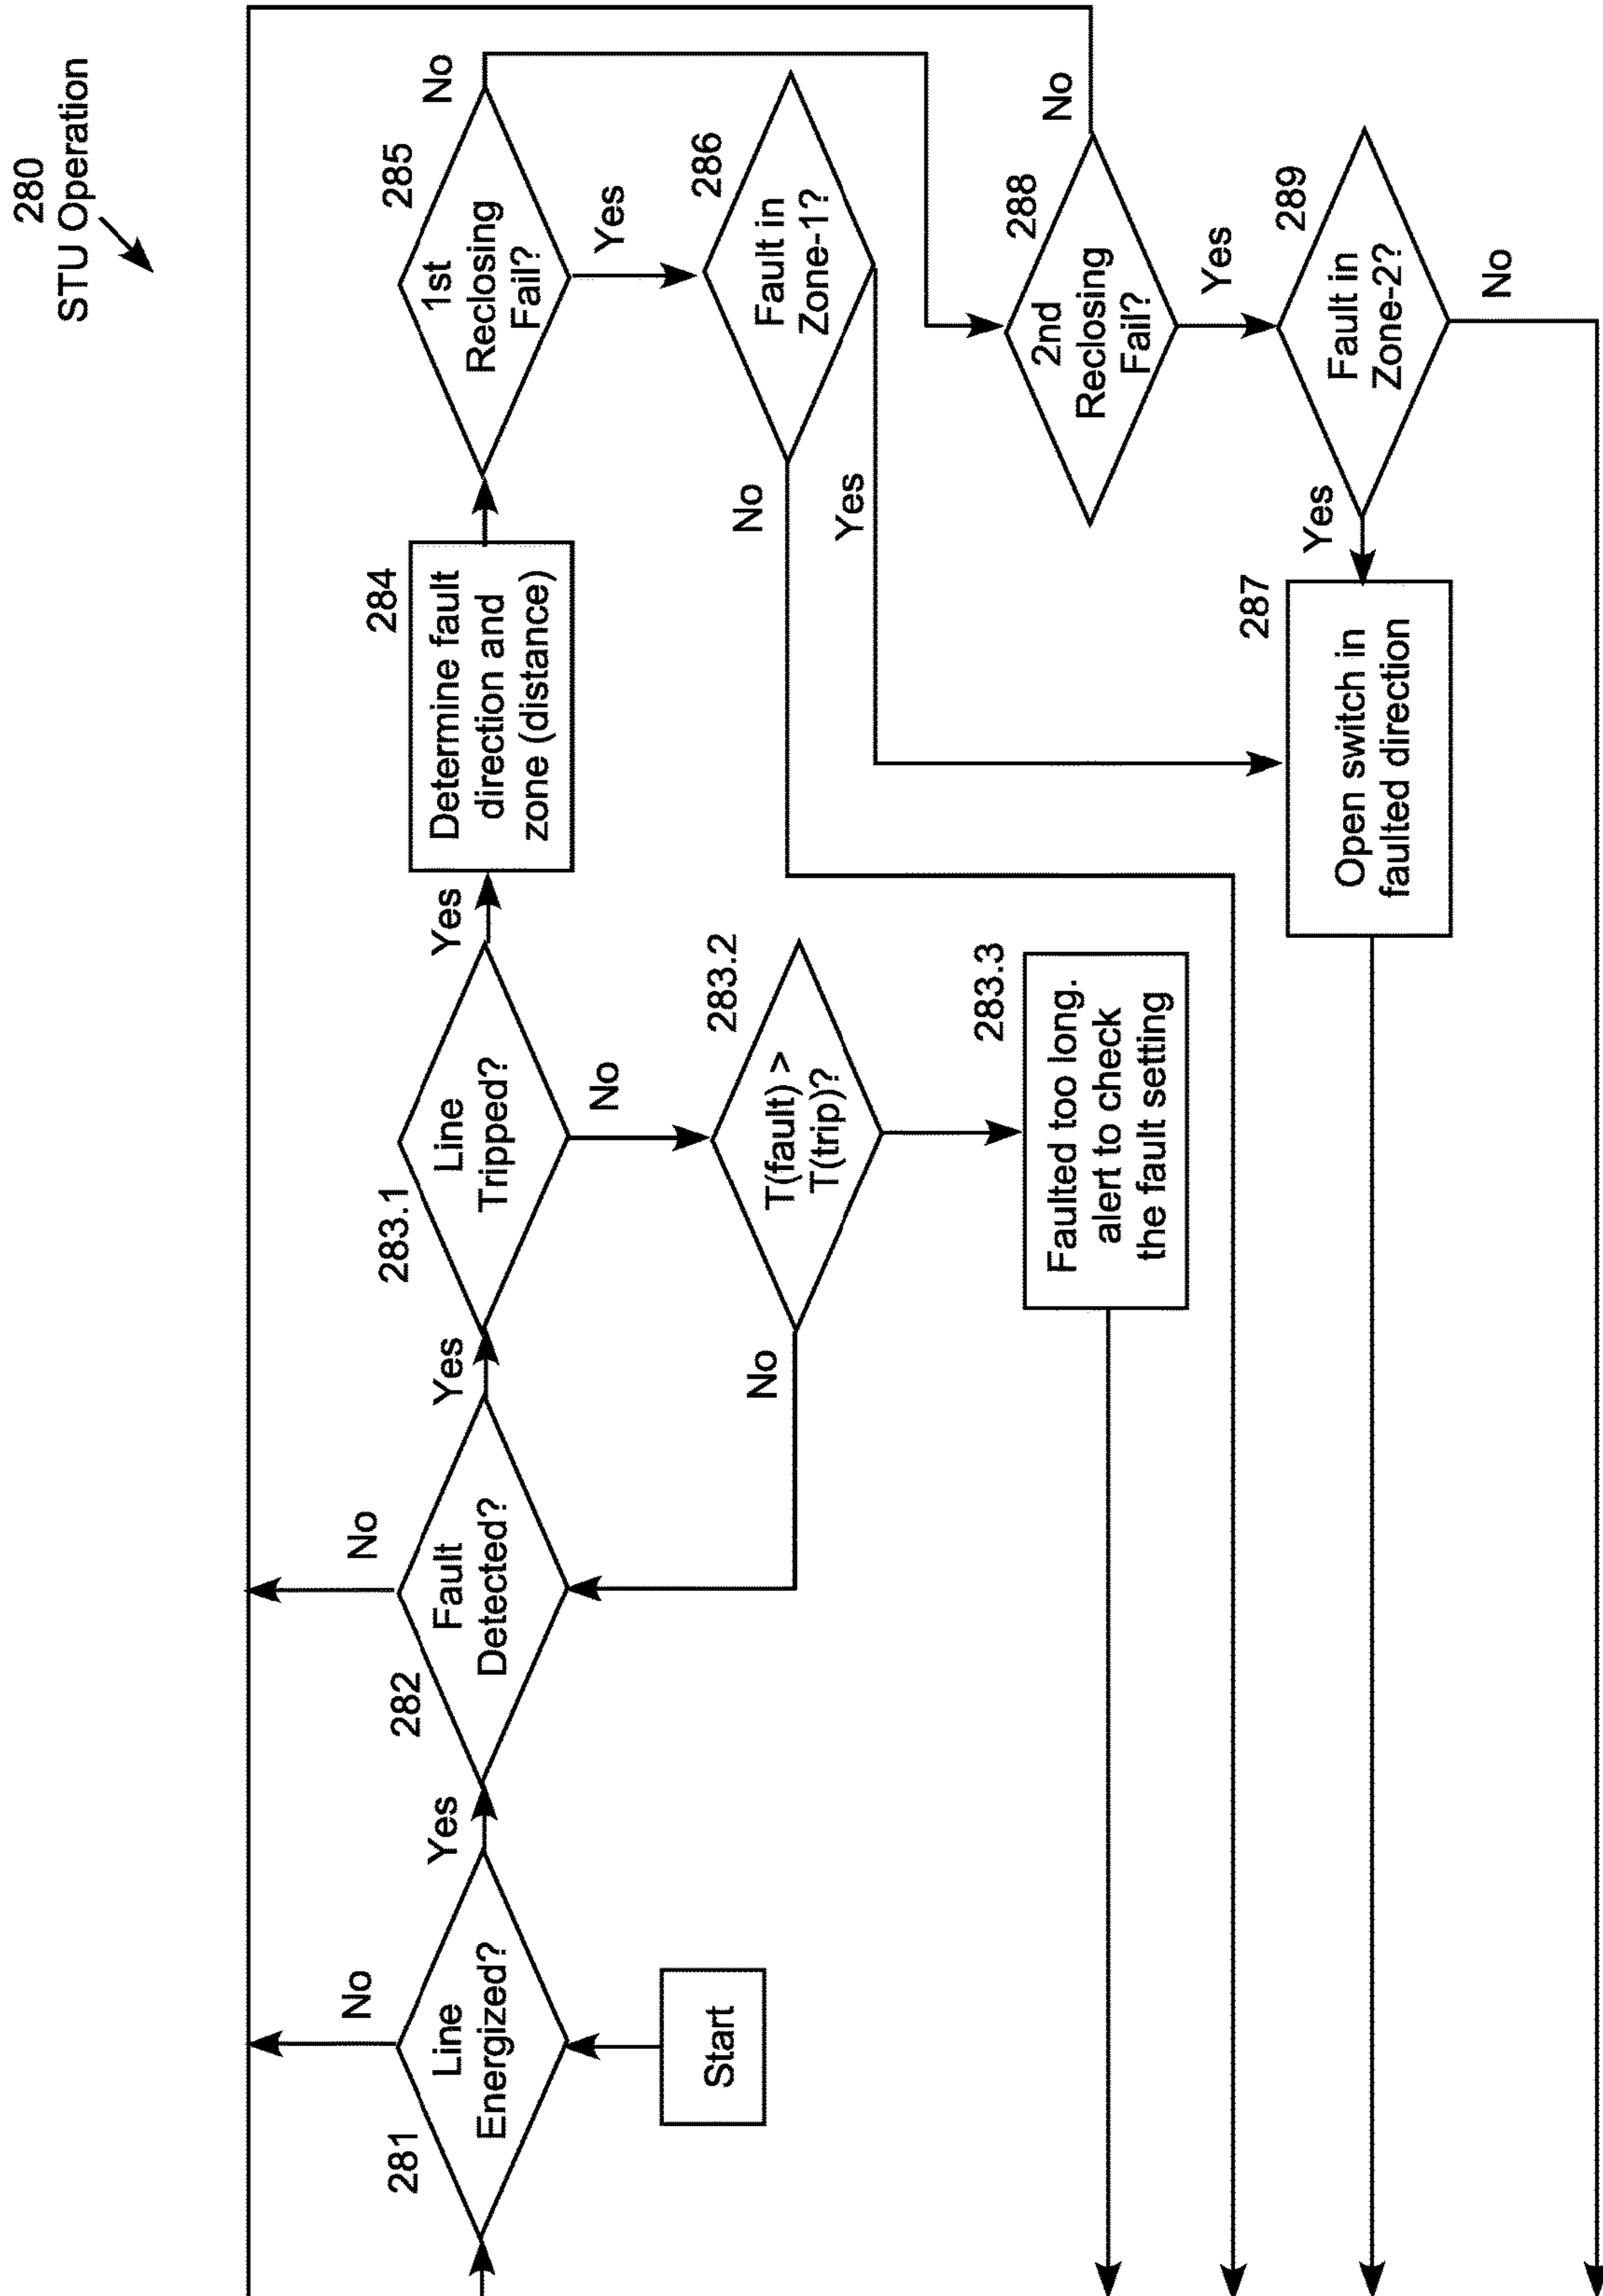 280
STU Operation
281
Line
Energized?
No
Yes
Start
282
Fault
Detected?
No
Yes
283.1
Line
Tripped?
Yes
No
283.2
T(fault) >
T(trip)?
No
283.3
Faulted too long.
alert to check
the fault setting
284
Determine fault
direction and
zone (distance)
285
1st
Reclosing
Fail?
No
Yes
286
Fault in
Zone-1?
No
Yes
288
2nd
Reclosing
Fail?
No
Yes
289
Fault in
Zone-2?
Yes
No
287
Open switch in
faulted direction